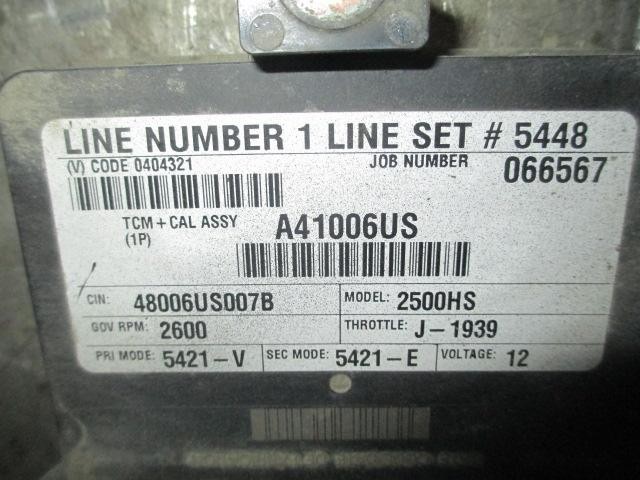 LINE NUMBER 1 LINE SET # 5448
(V) CODE 0404321 JOB NUMBER 066567
TCM + CAL ASSY A41006US
(1P)
CIN: 48006US007B MODEL: 2500HS
GOV RPM: 2600 THROTTLE: J-1939
PRI MODE: 5421-V SEC MODE: 5421-E VOLTAGE: 12